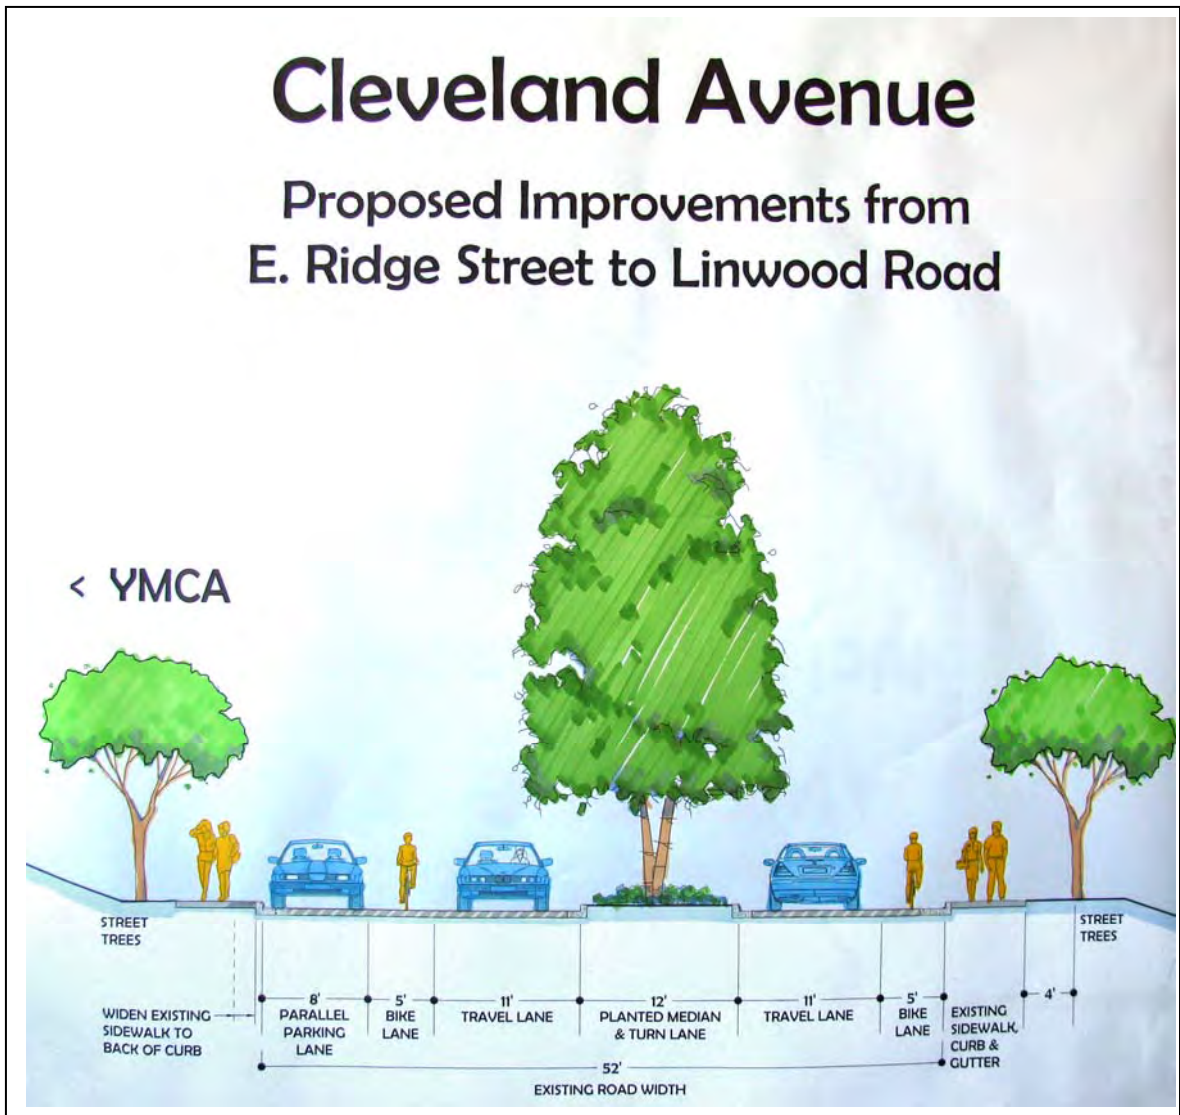 Cleveland Avenue
Proposed Improvements from
E. Ridge Street to Linwood Road
< YMCA
STREET
TREES
STREET
TREES
WIDEN EXISTING
SIDEWALK TO
BACK OF CURB
8'
PARALLEL
PARKING
LANE
5'
BIKE
LANE
11'
TRAVEL LANE
12'
PLANTED MEDIAN
& TURN LANE
11'
TRAVEL LANE
5'
BIKE
LANE
EXISTING
SIDEWALK,
CURB &
GUTTER
4'
52'
EXISTING ROAD WIDTH